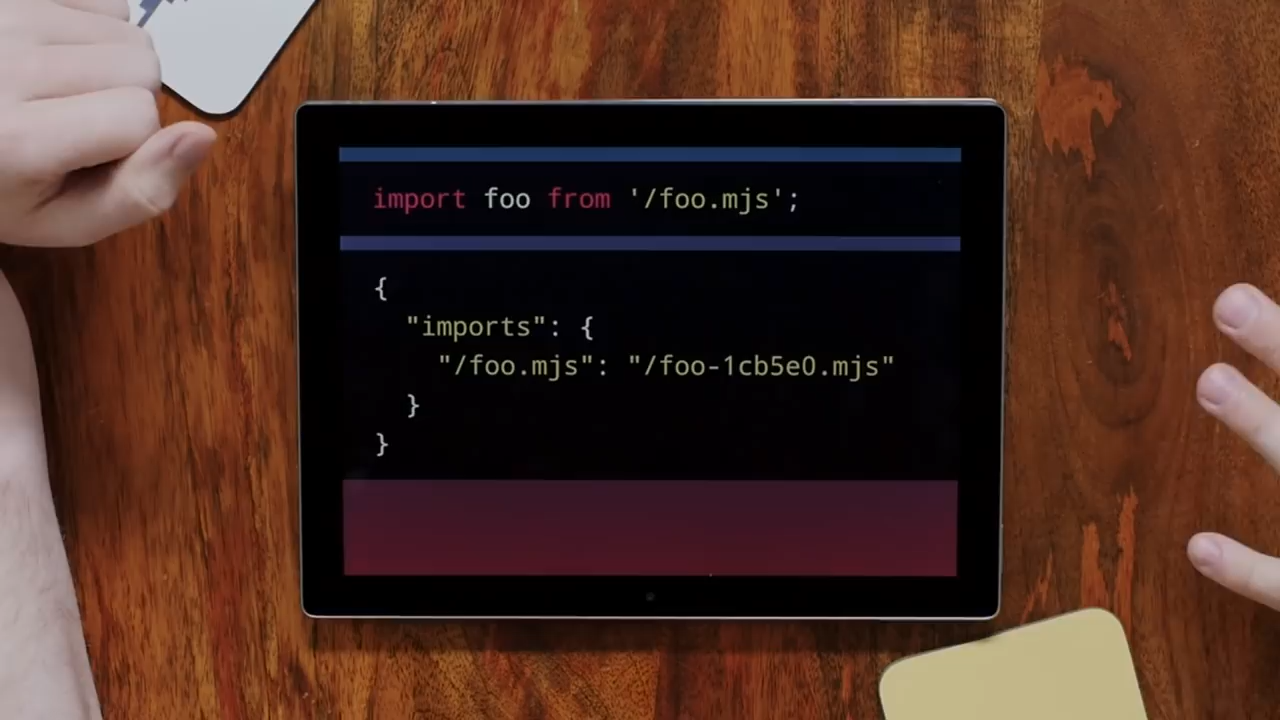 import foo from '/foo.mjs';
{
"imports": {
"/foo.mjs": "/foo-1cb5e0.mjs"
}
}